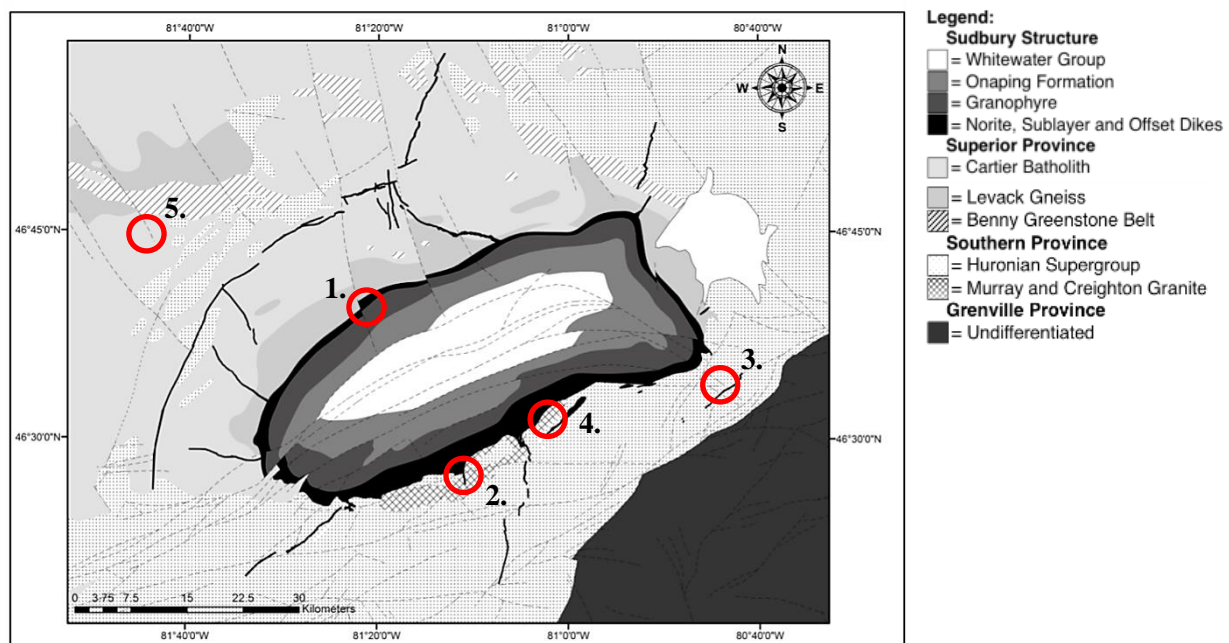 81°40'0"W 81°20'0"W 81°0'0"W 80°40'0"W
N
W E
S
5.
46°45'0"N 46°45'0"N
1.
3.
4.
46°30'0"N 46°30'0"N
2.
0 3.75 7.5 15 22.5 30
Kilometers
81°40'0"W 81°20'0"W 81°0'0"W 80°40'0"W
Legend:
Sudbury Structure
= Whitewater Group
= Onaping Formation
= Granophyre
= Norite, Sublayer and Offset Dikes
Superior Province
= Cartier Batholith
= Levack Gneiss
= Benny Greenstone Belt
Southern Province
= Huronian Supergroup
= Murray and Creighton Granite
Grenville Province
= Undifferentiated